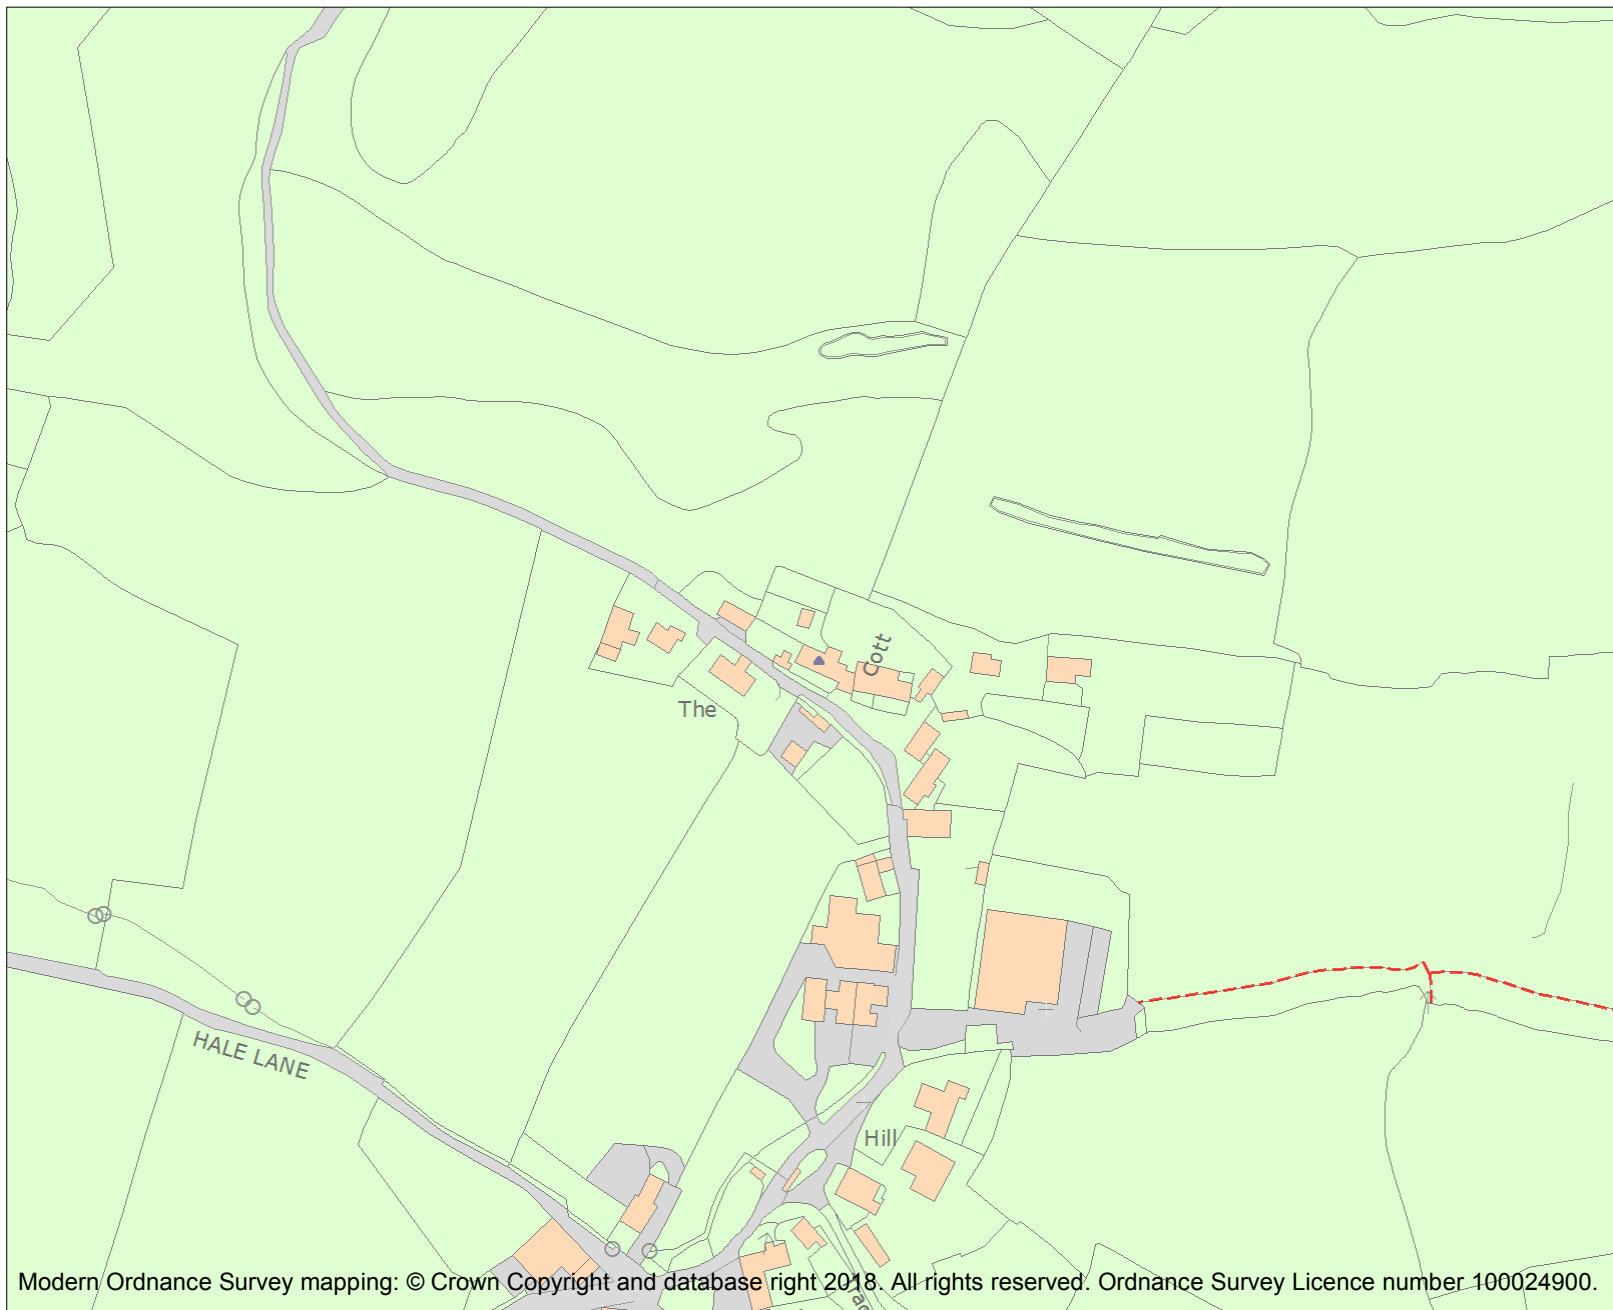 Cott
The
HALE LANE
Hill
Modern Ordnance Survey mapping: © Crown Copyright and database right 2018. All rights reserved. Ordnance Survey Licence number 100024900.